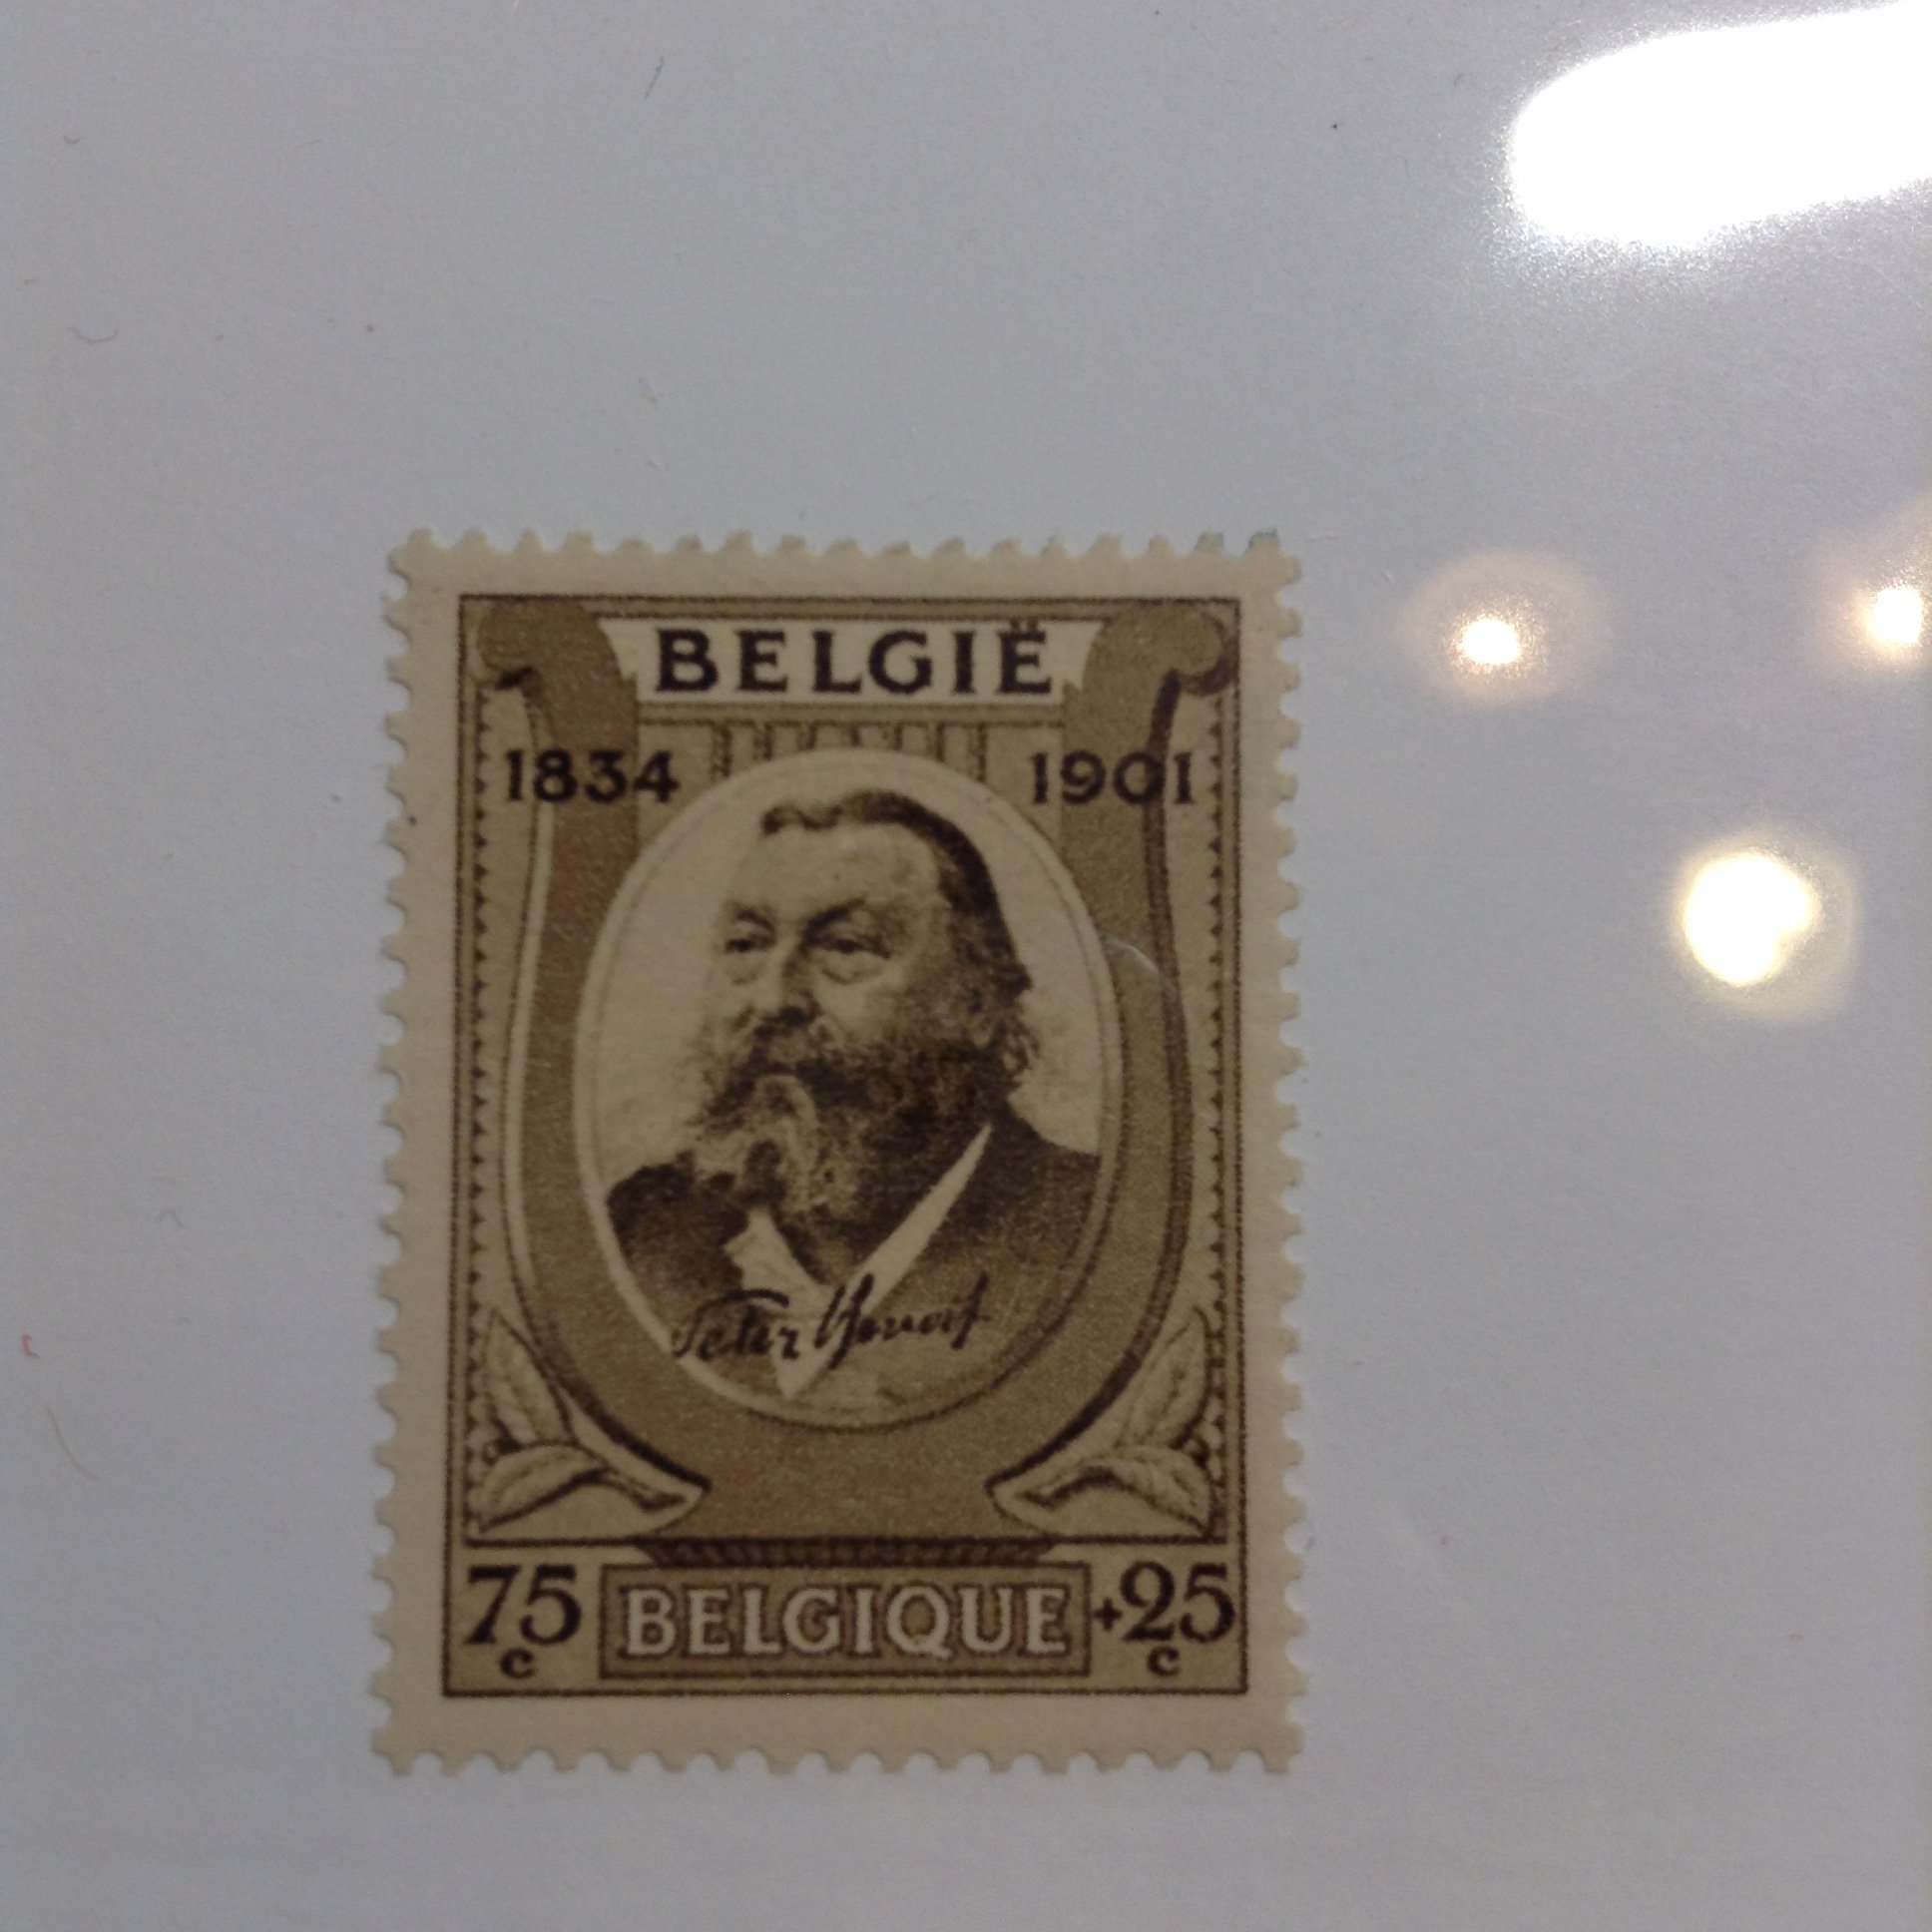 BELGIË
1834 1901
Peter Benoit
75 c BELGIQUE +25 c